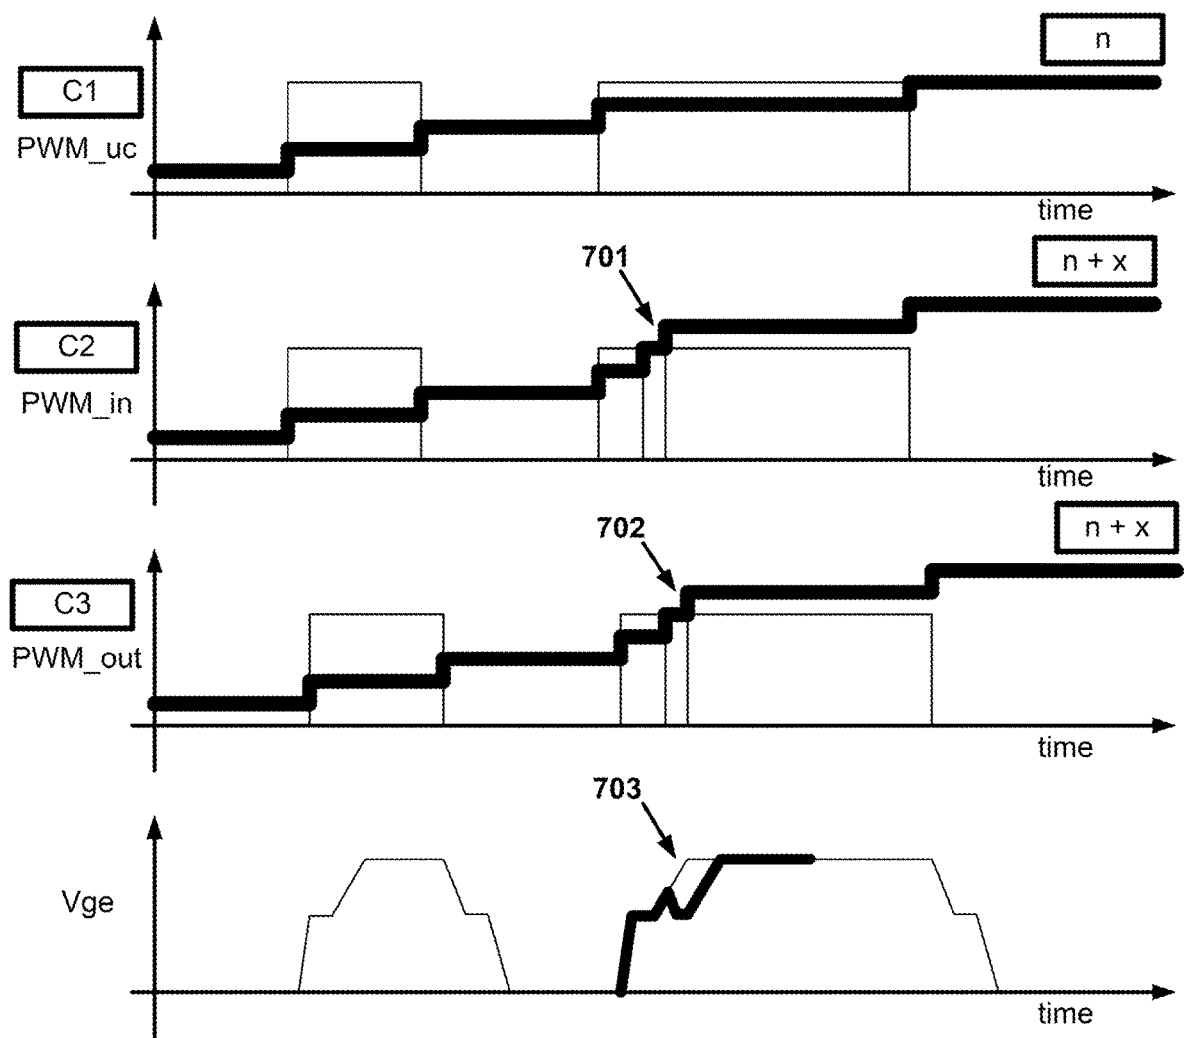 n
C1
PWM_uc
time
701
n + x
C2
PWM_in
time
702
n + x
C3
PWM_out
time
703
Vge
time